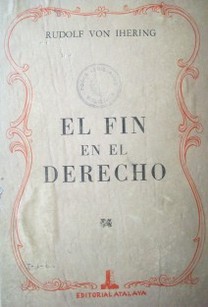 RUDOLF VON IHERING
EL FIN
EN EL
DERECHO
EDITORIAL ATALAYA